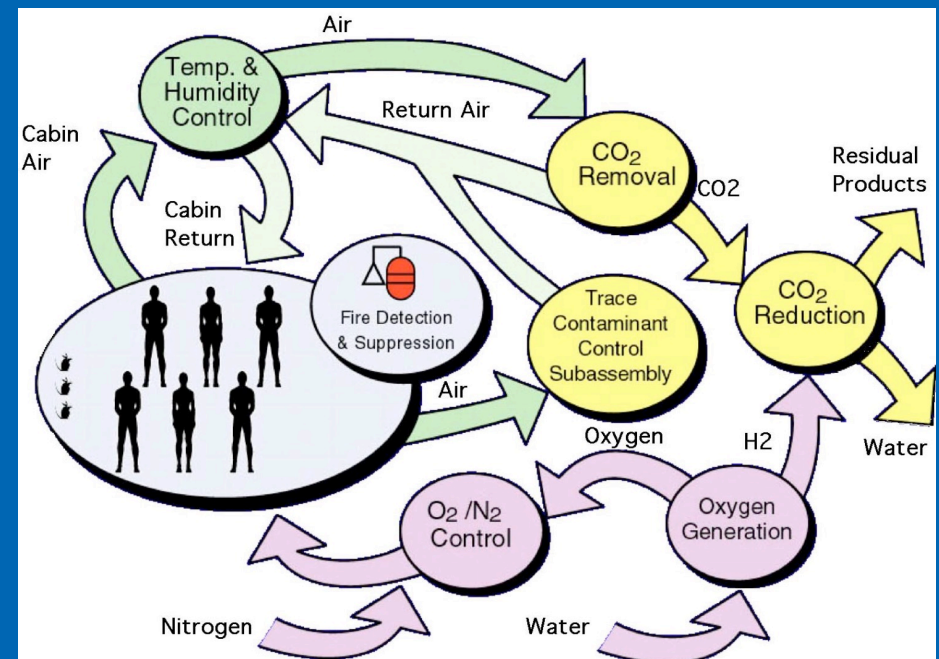 Air
Temp. &
Humidity
Control
Return Air
Cabin
Air
CO2
Removal
Residual
Products
CO2
Cabin
Return
CO2
Reduction
Trace
Contaminant
Control
Subassembly
Fire Detection
& Suppression
Air
Oxygen
H2
Water
O2 /N2
Control
Oxygen
Generation
Nitrogen
Water